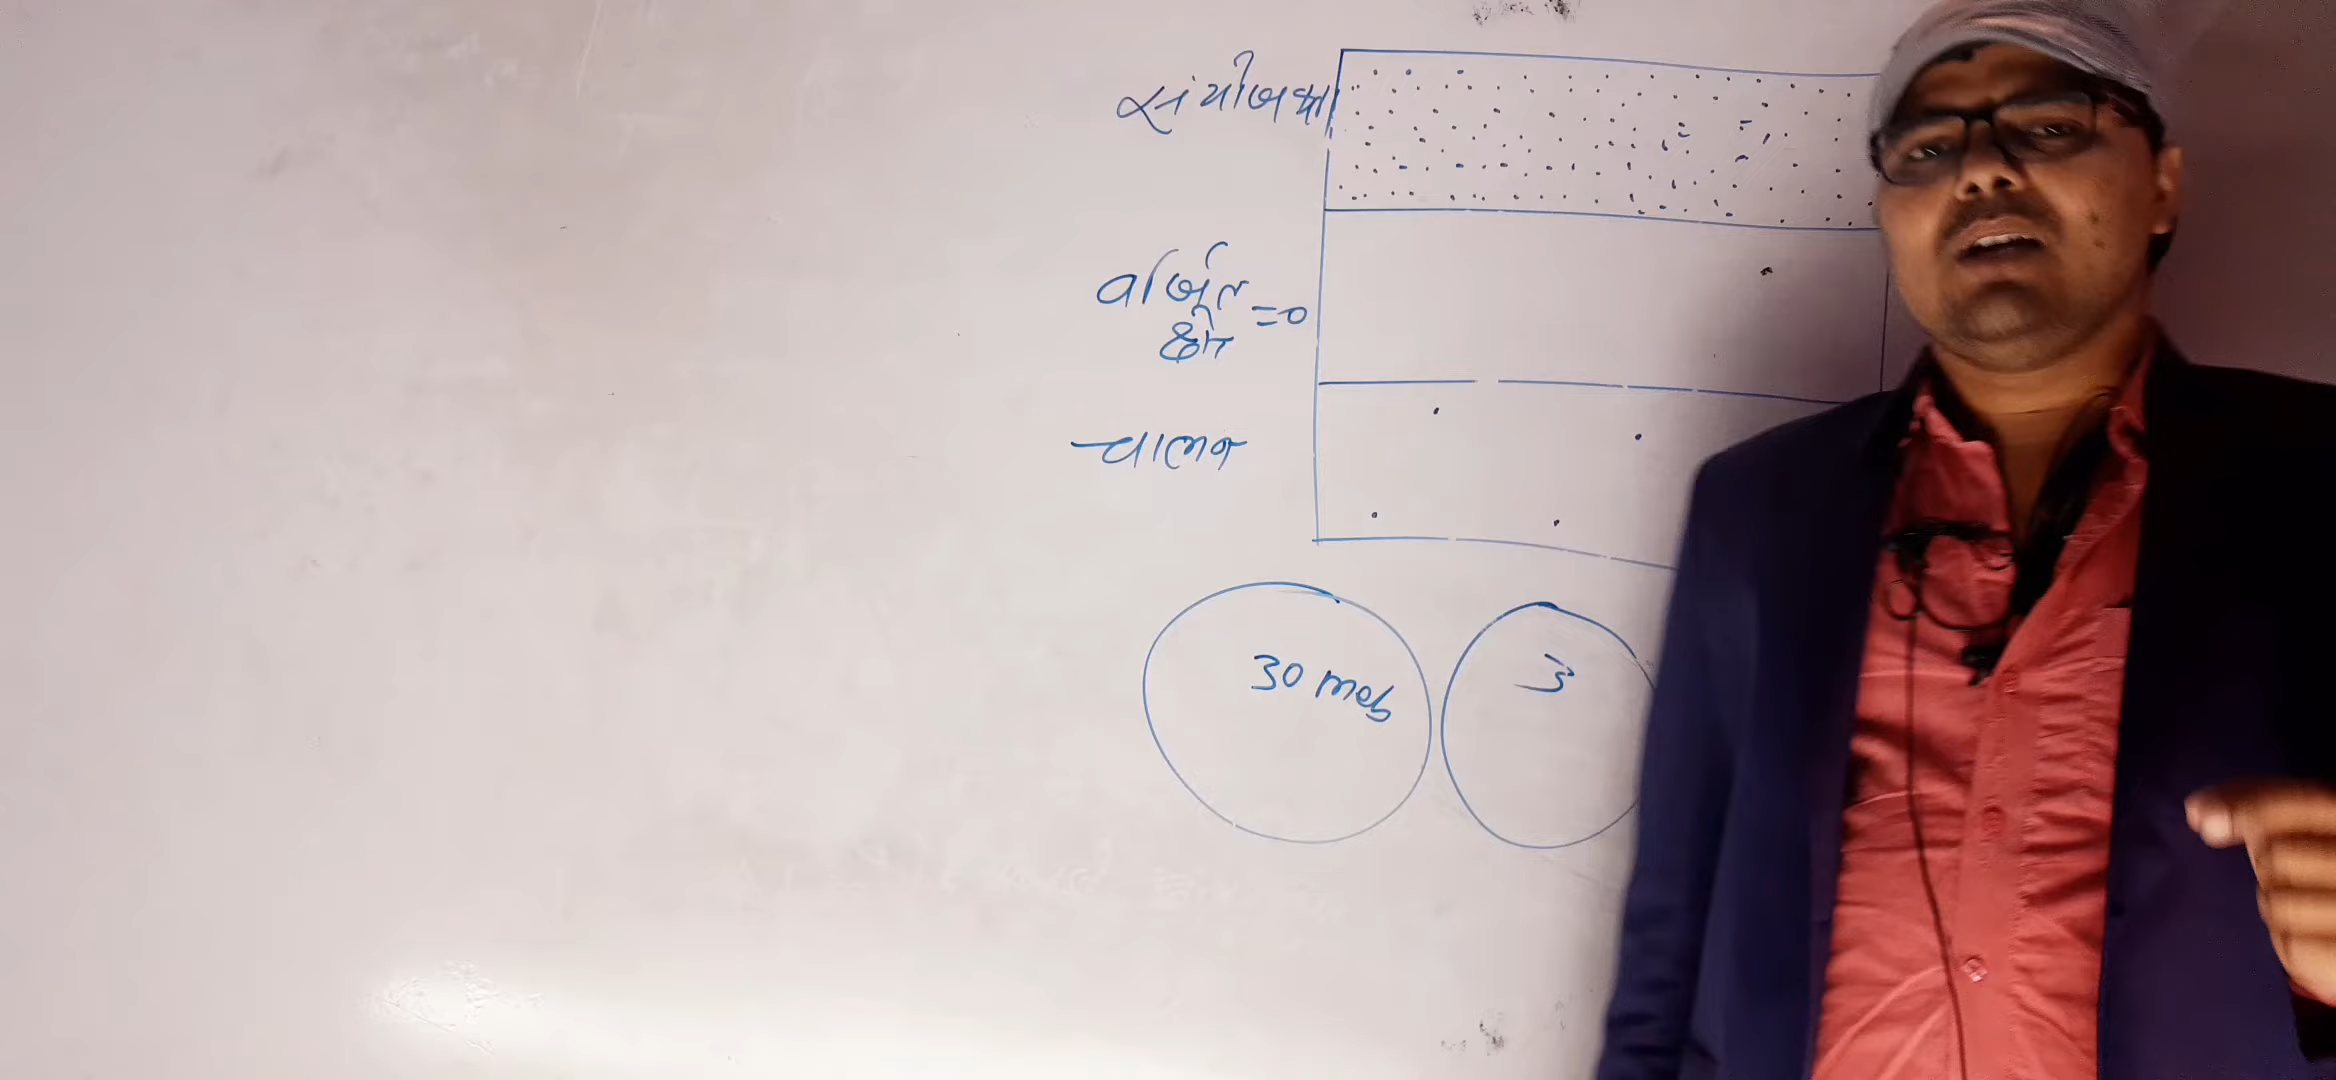 संयोजकता
वर्जित
क्षेत्र = 0
चालन
30 meb
3